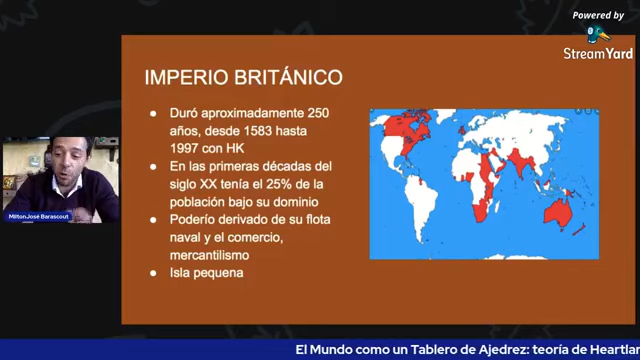 Powered by
StreamYard
IMPERIO BRITÁNICO
● Duró aproximadamente 250
años, desde 1583 hasta
1997 con HK
● En las primeras décadas del
siglo XX tenía el 25% de la
población bajo su dominio
● Poderío derivado de su flota
naval y el comercio,
mercantilismo
● Isla pequena
MiltonJosé Barascout
El Mundo como un Tablero de Ajedrez: teoría de Heartlan